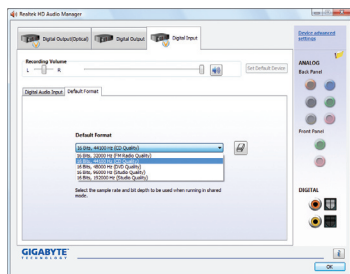 Realtek HD Audio Manager
Digital Output(Optical)
Digital Output
Digital Input
Device advanced settings
Recording Volume
L
R
Set Default Device
ANALOG
Back Panel
Digital Audio Input
Default Format
Default Format
16 Bits, 44100 Hz (CD Quality)
16 Bits, 32000 Hz (FM Radio Quality)
16 Bits, 44100 Hz (CD Quality)
16 Bits, 48000 Hz (DVD Quality)
16 Bits, 96000 Hz (Studio Quality)
16 Bits, 192000 Hz (Studio Quality)
Select the sample rate and bit depth to be used when running in shared
mode.
Front Panel
DIGITAL
GIGABYTE
TECHNOLOGY
i
OK